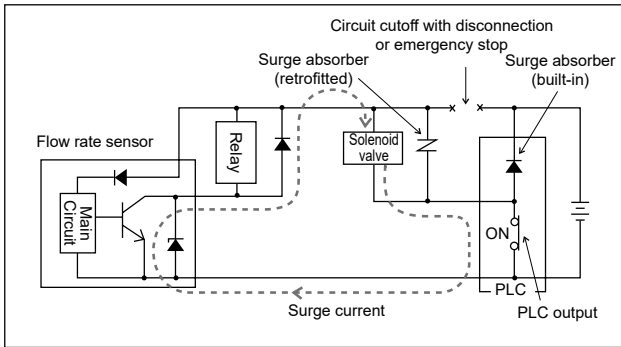 Circuit cutoff with disconnection
or emergency stop
Surge absorber
(retrofitted)
Surge absorber
(built-in)
Flow rate sensor
Relay
Solenoid
valve
Main
Circuit
ON
PLC
PLC output
Surge current